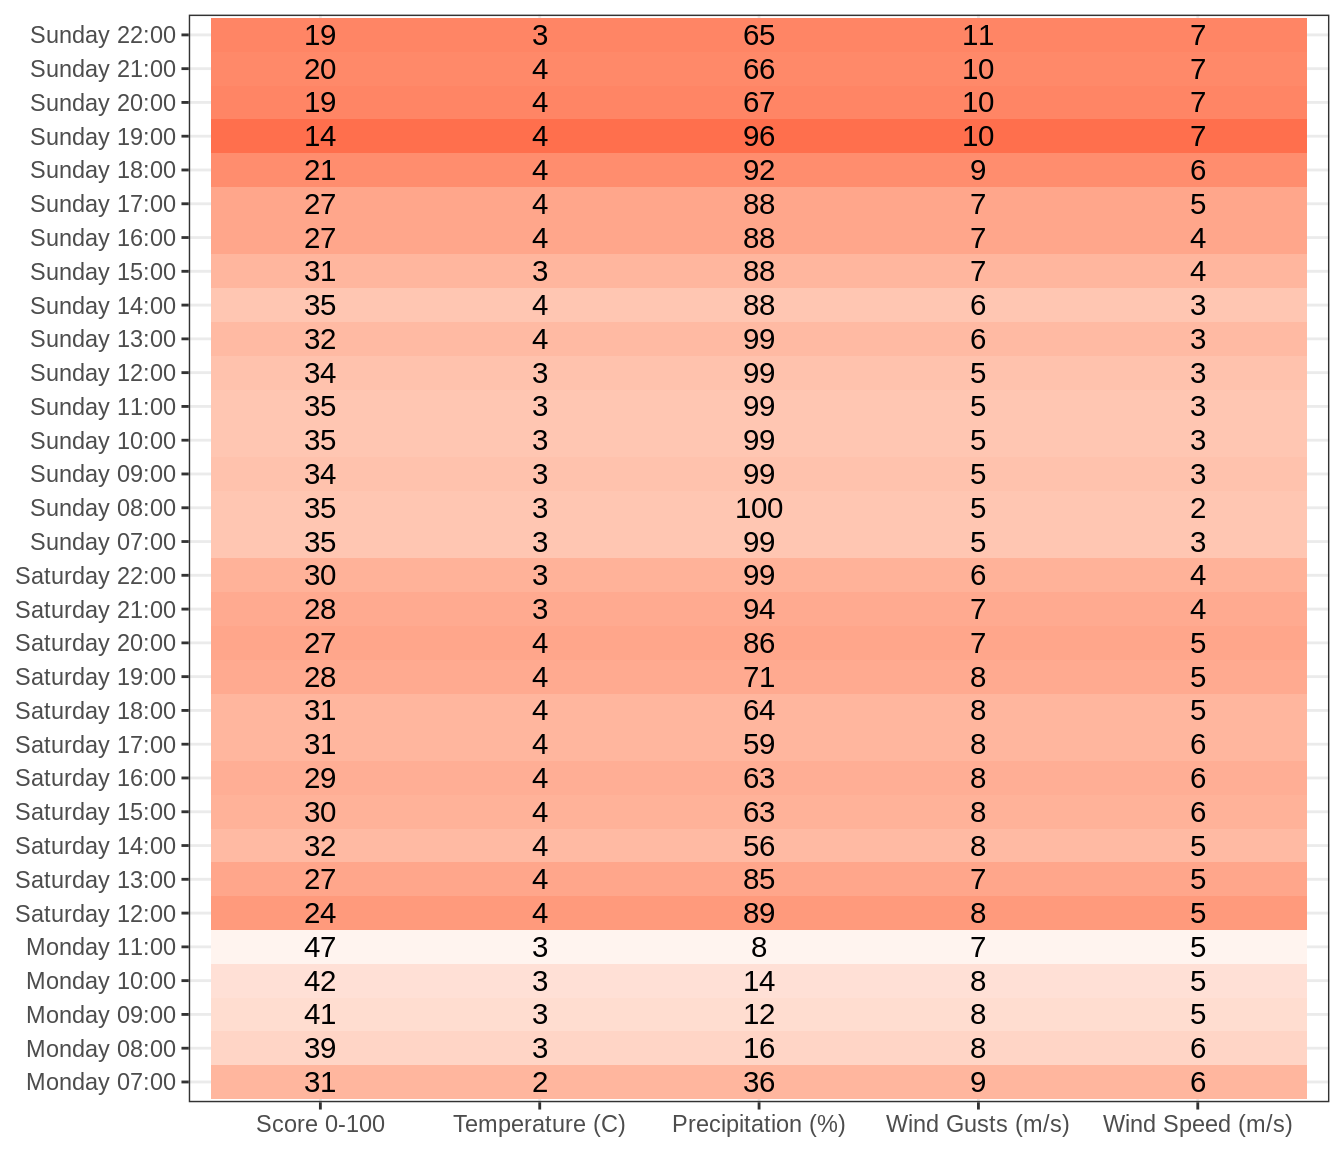 Sunday 22:00 19 3 65 11 7
Sunday 21:00 20 4 66 10 7
Sunday 20:00 19 4 67 10 7
Sunday 19:00 14 4 96 10 7
Sunday 18:00 21 4 92 9 6
Sunday 17:00 27 4 88 7 5
Sunday 16:00 27 4 88 7 4
Sunday 15:00 31 3 88 7 4
Sunday 14:00 35 4 88 6 3
Sunday 13:00 32 4 99 6 3
Sunday 12:00 34 3 99 5 3
Sunday 11:00 35 3 99 5 3
Sunday 10:00 35 3 99 5 3
Sunday 09:00 34 3 99 5 3
Sunday 08:00 35 3 100 5 2
Sunday 07:00 35 3 99 5 3
Saturday 22:00 30 3 99 6 4
Saturday 21:00 28 3 94 7 4
Saturday 20:00 27 4 86 7 5
Saturday 19:00 28 4 71 8 5
Saturday 18:00 31 4 64 8 5
Saturday 17:00 31 4 59 8 6
Saturday 16:00 29 4 63 8 6
Saturday 15:00 30 4 63 8 6
Saturday 14:00 32 4 56 8 5
Saturday 13:00 27 4 85 7 5
Saturday 12:00 24 4 89 8 5
Monday 11:00 47 3 8 7 5
Monday 10:00 42 3 14 8 5
Monday 09:00 41 3 12 8 5
Monday 08:00 39 3 16 8 6
Monday 07:00 31 2 36 9 6
Score 0-100 Temperature (C) Precipitation (%) Wind Gusts (m/s) Wind Speed (m/s)